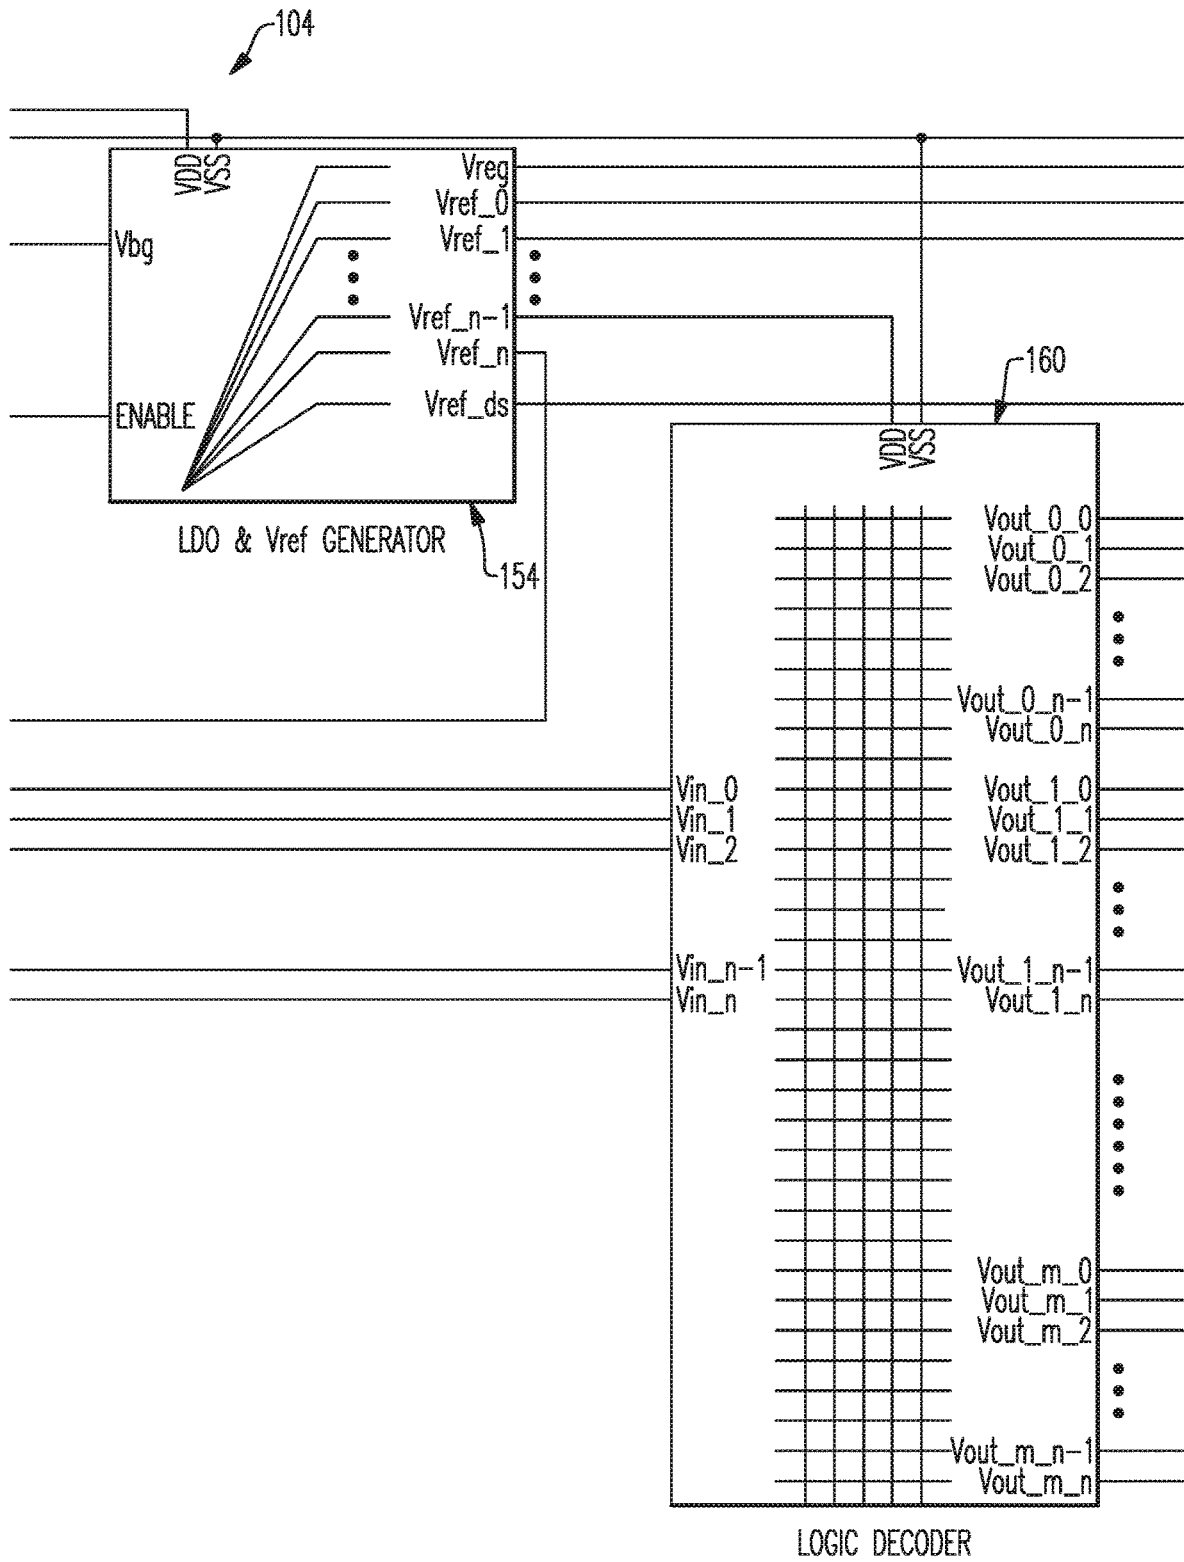 104
VDD
VSS
Vreg
Vref_0
Vref_1
Vbg
Vref_n-1
Vref_n
Vref_ds
ENABLE
LDO & Vref GENERATOR
154
160
VDD
VSS
Vout_0_0
Vout_0_1
Vout_0_2
Vout_0_n-1
Vout_0_n
Vin_0
Vout_1_0
Vin_1
Vout_1_1
Vin_2
Vout_1_2
Vin_n-1
Vout_1_n-1
Vin_n
Vout_1_n
Vout_m_0
Vout_m_1
Vout_m_2
Vout_m_n-1
Vout_m_n
LOGIC DECODER